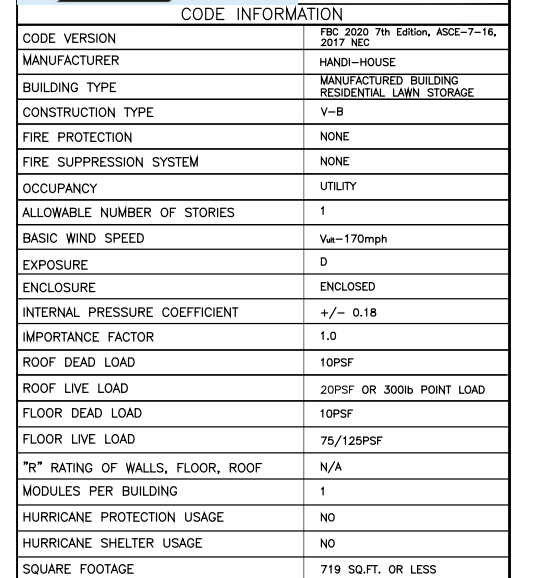 CODE INFORMATION
CODE VERSION
FBC 2020 7th Edition, ASCE-7-16,
2017 NEC
MANUFACTURER
HANDI-HOUSE
BUILDING TYPE
MANUFACTURED BUILDING
RESIDENTIAL LAWN STORAGE
CONSTRUCTION TYPE
V-B
FIRE PROTECTION
NONE
FIRE SUPPRESSION SYSTEM
NONE
OCCUPANCY
UTILITY
ALLOWABLE NUMBER OF STORIES
1
BASIC WIND SPEED
Vult-170mph
EXPOSURE
D
ENCLOSURE
ENCLOSED
INTERNAL PRESSURE COEFFICIENT
+/- 0.18
IMPORTANCE FACTOR
1.0
ROOF DEAD LOAD
10PSF
ROOF LIVE LOAD
20PSF OR 300lb POINT LOAD
FLOOR DEAD LOAD
10PSF
FLOOR LIVE LOAD
75/125PSF
"R" RATING OF WALLS, FLOOR, ROOF
N/A
MODULES PER BUILDING
1
HURRICANE PROTECTION USAGE
NO
HURRICANE SHELTER USAGE
NO
SQUARE FOOTAGE
719 SQ.FT. OR LESS